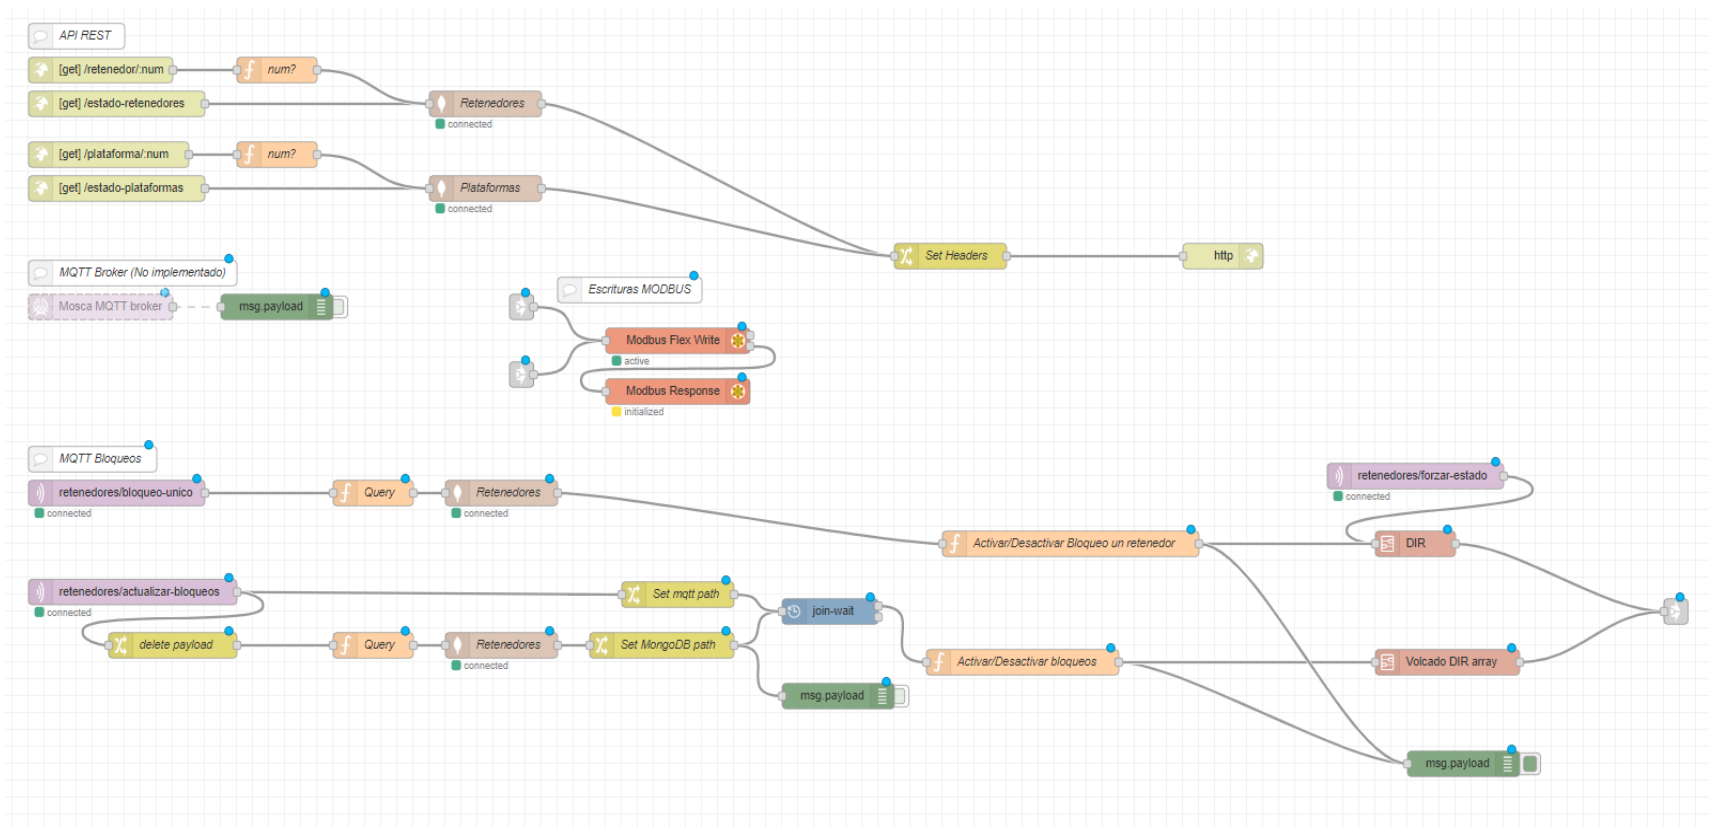 API REST
[get] /retenedor/:num
num?
[get] /estado-retenedores
Retenedores
connected
[get] /plataforma/:num
num?
[get] /estado-plataformas
Plataformas
connected
Set Headers
http
MQTT Broker (No implementado)
Mosca MQTT broker
msg.payload
Escrituras MODBUS
Modbus Flex Write
active
Modbus Response
initialized
MQTT Bloqueos
retenedores/bloqueo-unico
connected
Query
Retenedores
connected
retenedores/forzar-estado
connected
Activar/Desactivar Bloqueo un retenedor
DIR
retenedores/actualizar-bloqueos
connected
Set mqtt path
join-wait
delete payload
Query
Retenedores
connected
Set MongoDB path
Activar/Desactivar bloqueos
Volcado DIR array
msg.payload
msg.payload